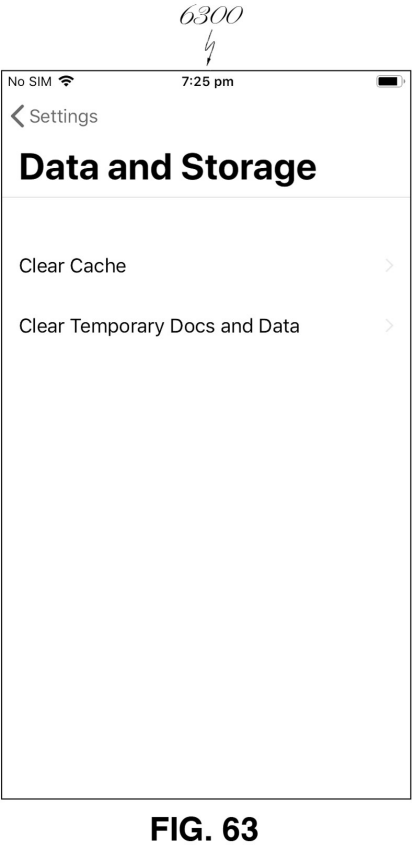 6300
No SIM 7:25 pm
Settings
Data and Storage
Clear Cache
Clear Temporary Docs and Data
FIG. 63